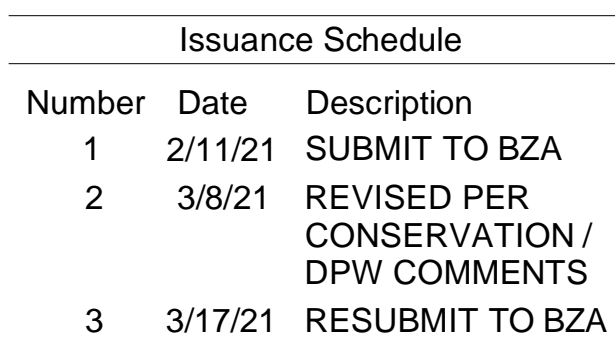 Issuance Schedule
Number Date Description
1 2/11/21 SUBMIT TO BZA
2 3/8/21 REVISED PER
CONSERVATION /
DPW COMMENTS
3 3/17/21 RESUBMIT TO BZA